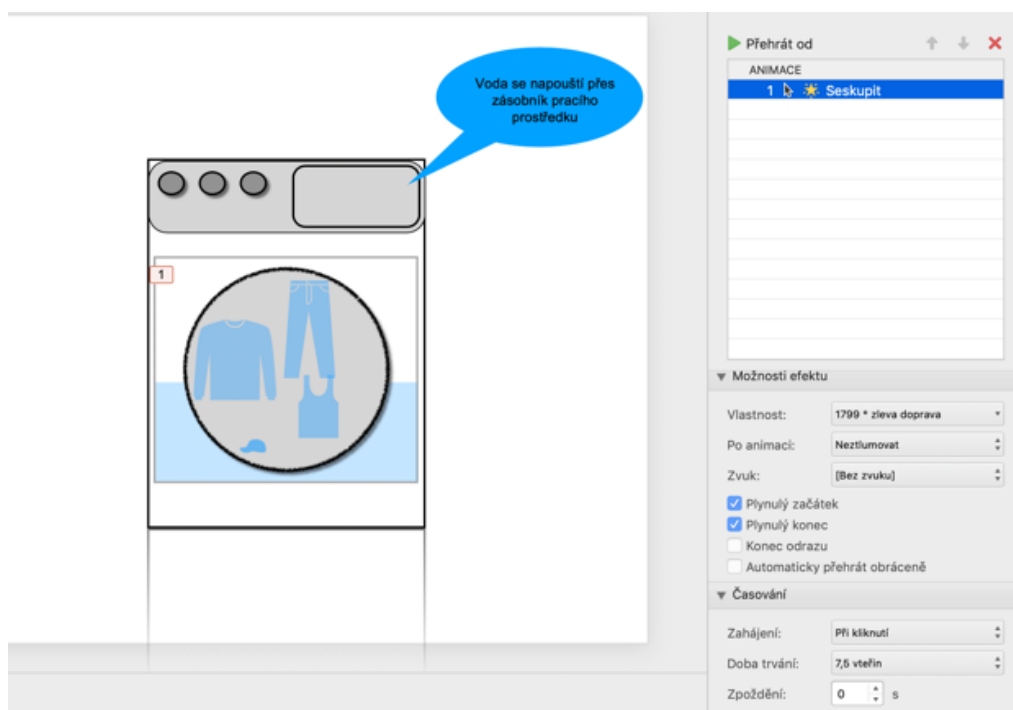 Voda se napouští přes
zásobník pracího
prostředku
1
Přehrát od
ANIMACE
1 Seskupit
Možnosti efektu
Vlastnost: 1799 * zleva doprava
Po animaci: Neztlumovat
Zvuk: [Bez zvuku]
Plynulý začátek
Plynulý konec
Konec odrazu
Automaticky přehrát obráceně
Časování
Zahájení: Při kliknutí
Doba trvání: 7,5 vteřin
Zpoždění: 0 s